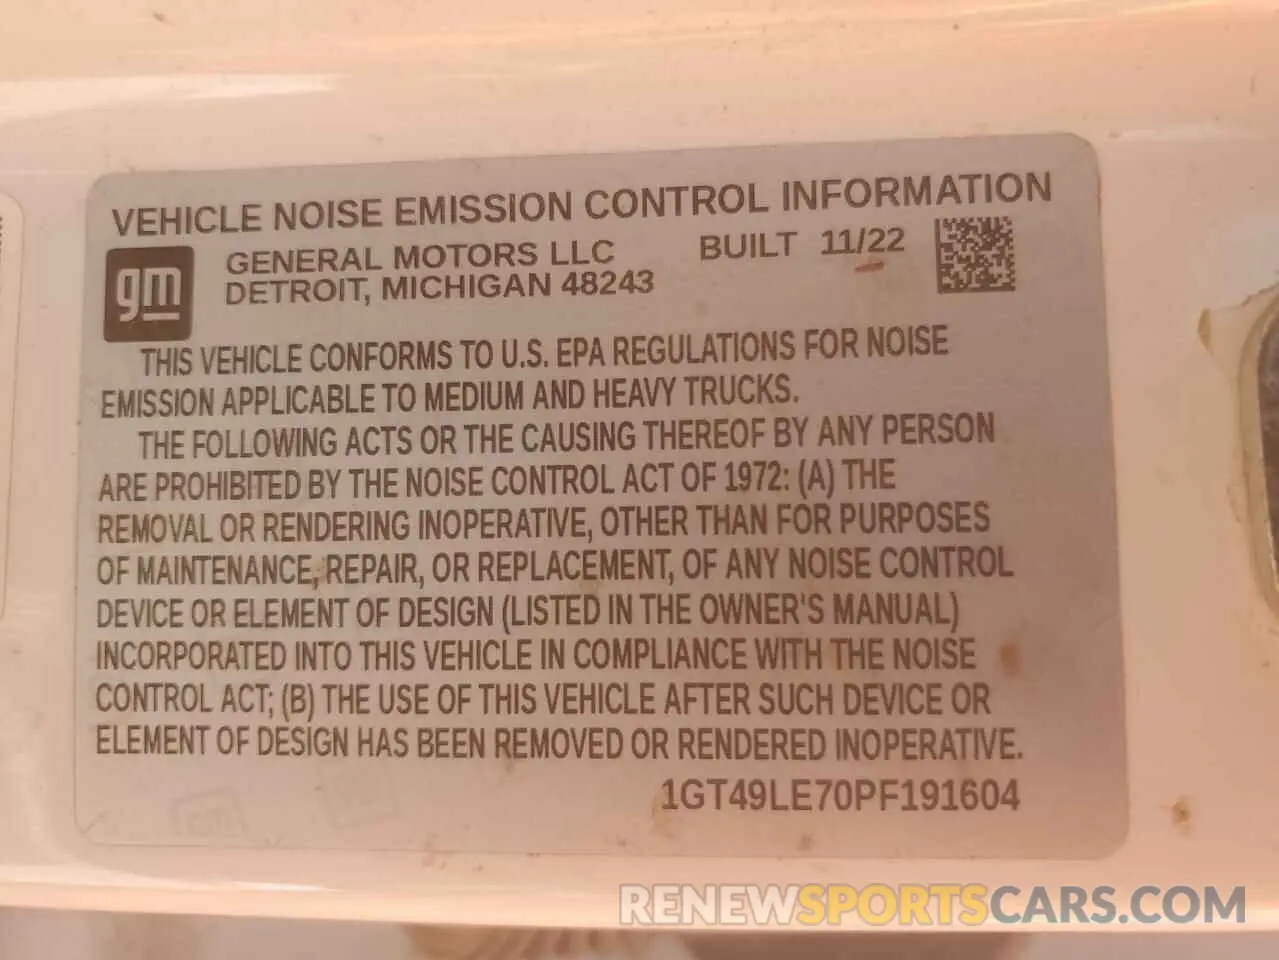 VEHICLE NOISE EMISSION CONTROL INFORMATION
gm
GENERAL MOTORS LLC BUILT 11/22
DETROIT, MICHIGAN 48243
THIS VEHICLE CONFORMS TO U.S. EPA REGULATIONS FOR NOISE
EMISSION APPLICABLE TO MEDIUM AND HEAVY TRUCKS.
THE FOLLOWING ACTS OR THE CAUSING THEREOF BY ANY PERSON
ARE PROHIBITED BY THE NOISE CONTROL ACT OF 1972: (A) THE
REMOVAL OR RENDERING INOPERATIVE, OTHER THAN FOR PURPOSES
OF MAINTENANCE, REPAIR, OR REPLACEMENT, OF ANY NOISE CONTROL
DEVICE OR ELEMENT OF DESIGN (LISTED IN THE OWNER'S MANUAL)
INCORPORATED INTO THIS VEHICLE IN COMPLIANCE WITH THE NOISE
CONTROL ACT; (B) THE USE OF THIS VEHICLE AFTER SUCH DEVICE OR
ELEMENT OF DESIGN HAS BEEN REMOVED OR RENDERED INOPERATIVE.
1GT49LE70PF191604
gm
RENEWSPORTSCARS.COM